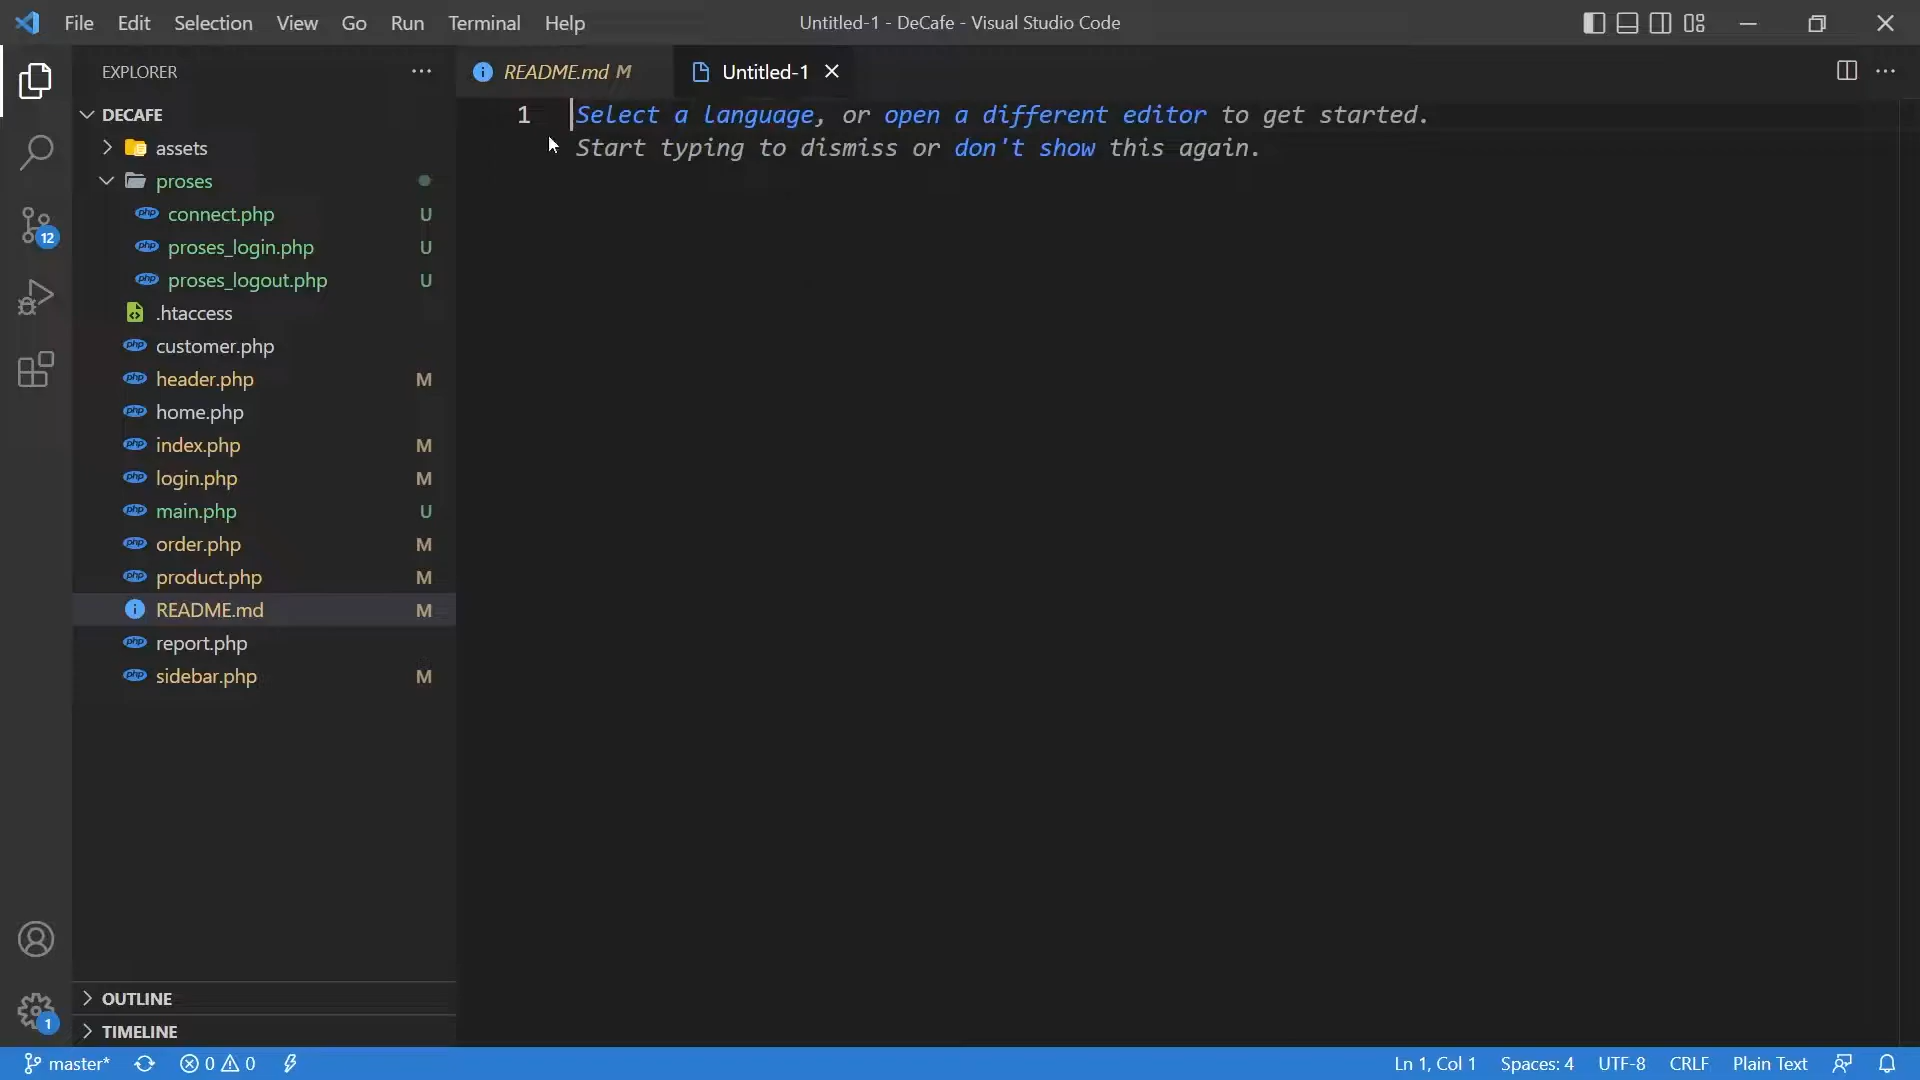 File Edit Selection View Go Run Terminal Help
Untitled-1 - DeCafe - Visual Studio Code
EXPLORER
README.md M
Untitled-1
DECAFE
assets
proses
connect.php U
proses_login.php U
proses_logout.php U
.htaccess
customer.php
header.php M
home.php
index.php M
login.php M
main.php U
order.php M
product.php M
README.md M
report.php
sidebar.php M
OUTLINE
TIMELINE
12
1
1 Select a language, or open a different editor to get started.
Start typing to dismiss or don't show this again.
master* 0 0
Ln 1, Col 1 Spaces: 4 UTF-8 CRLF Plain Text